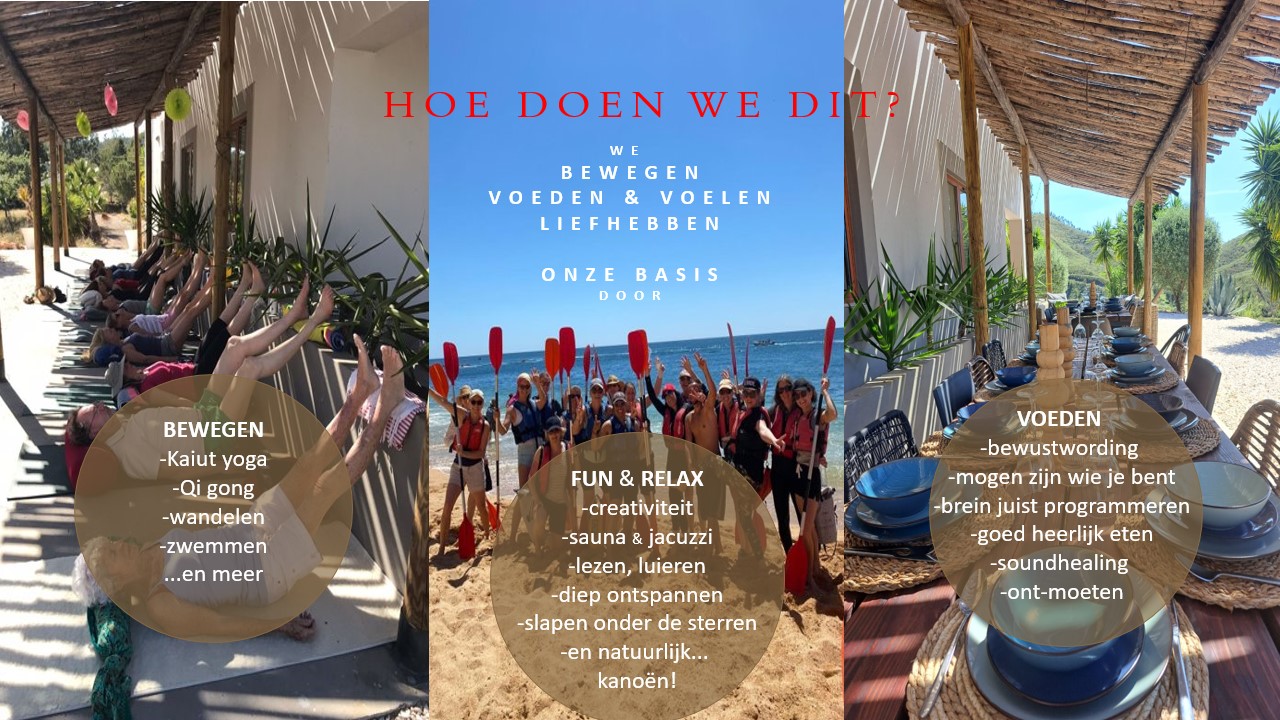 HOE DOEN WE DIT?
WE
BEWEGEN
VOEDEN & VOELEN
LIEFHEBBEN
ONZE BASIS
DOOR
BEWEGEN
-Kaiut yoga
-Qi gong
-wandelen
-zwemmen
...en meer
FUN & RELAX
-creativiteit
-sauna & jacuzzi
-lezen, luieren
-diep ontspannen
-slapen onder de sterren
-en natuurlijk...
kanoën!
VOEDEN
-bewustwording
-mogen zijn wie je bent
-brein juist programmeren
-goed heerlijk eten
-soundhealing
-ont-moeten